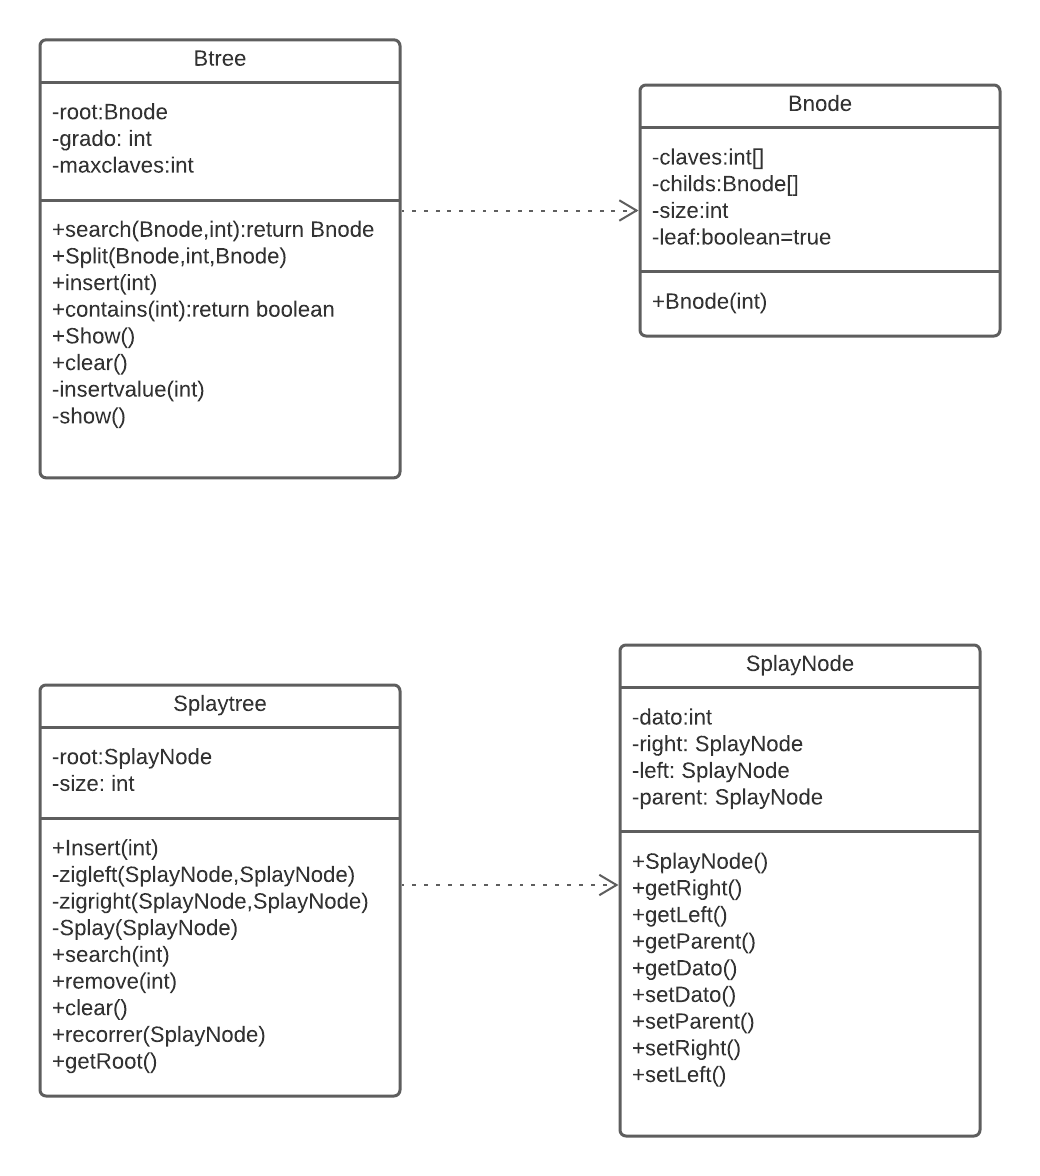 Btree
-root:Bnode
-grado: int
-maxclaves:int
+search(Bnode,int):return Bnode
+Split(Bnode,int,Bnode)
+insert(int)
+contains(int):return boolean
+Show()
+clear()
-insertvalue(int)
-show()
Bnode
-claves:int[]
-childs:Bnode[]
-size:int
-leaf:boolean=true
+Bnode(int)
Splaytree
-root:SplayNode
-size: int
+Insert(int)
-zigleft(SplayNode,SplayNode)
-zigright(SplayNode,SplayNode)
-Splay(SplayNode)
+search(int)
+remove(int)
+clear()
+recorrer(SplayNode)
+getRoot()
SplayNode
-dato:int
-right: SplayNode
-left: SplayNode
-parent: SplayNode
+SplayNode()
+getRight()
+getLeft()
+getParent()
+getDato()
+setDato()
+setParent()
+setRight()
+setLeft()